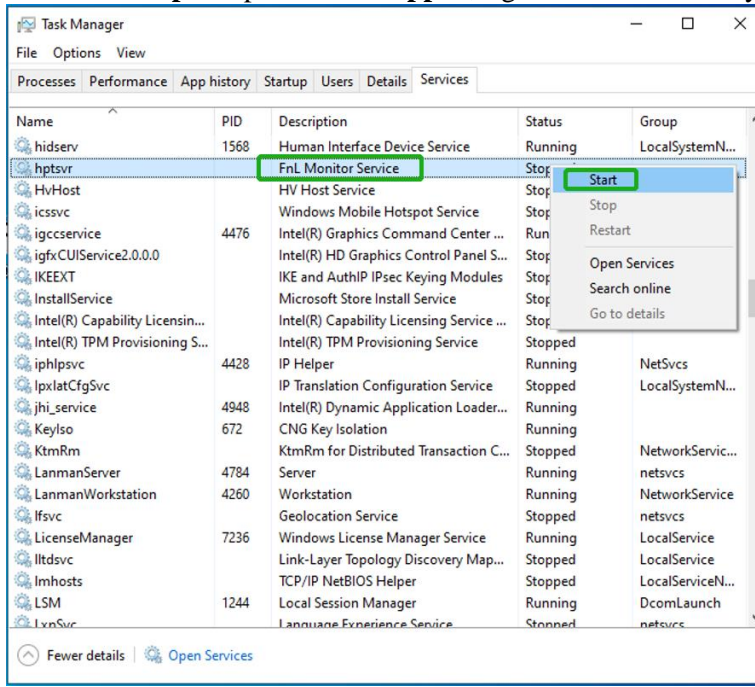 Task Manager
File Options View
Processes Performance App history Startup Users Details Services
Name PID Description Status Group
hidserv 1568 Human Interface Device Service Running LocalSystemN...
hptsvr FnL Monitor Service
HvHost HV Host Service
icssvc Windows Mobile Hotspot Service
igccservice 4476 Intel(R) Graphics Command Center ...
igfxCUIService2.0.0.0 Intel(R) HD Graphics Control Panel S...
IKEEXT IKE and AuthIP IPsec Keying Modules
InstallService Microsoft Store Install Service
Intel(R) Capability Licensin... Intel(R) Capability Licensing Service ...
Intel(R) TPM Provisioning S... Intel(R) TPM Provisioning Service Stopped
iphlpsvc 4428 IP Helper Running NetSvcs
IpxlatCfgSvc IP Translation Configuration Service Stopped LocalSystemN...
jhi_service 4948 Intel(R) Dynamic Application Loader... Running
KeyIso 672 CNG Key Isolation Running
KtmRm KtmRm for Distributed Transaction C... Stopped NetworkServic...
LanmanServer 4784 Server Running netsvcs
LanmanWorkstation 4260 Workstation Running NetworkService
lfsvc Geolocation Service Stopped netsvcs
LicenseManager 7236 Windows License Manager Service Running LocalService
lltdsvc Link-Layer Topology Discovery Map... Stopped LocalService
lmhosts TCP/IP NetBIOS Helper Stopped LocalServiceN...
LSM 1244 Local Session Manager Running DcomLaunch
LxpSvc Language Experience Service Stopped netsvcs
Start
Stop
Restart
Open Services
Search online
Go to details
Fewer details Open Services